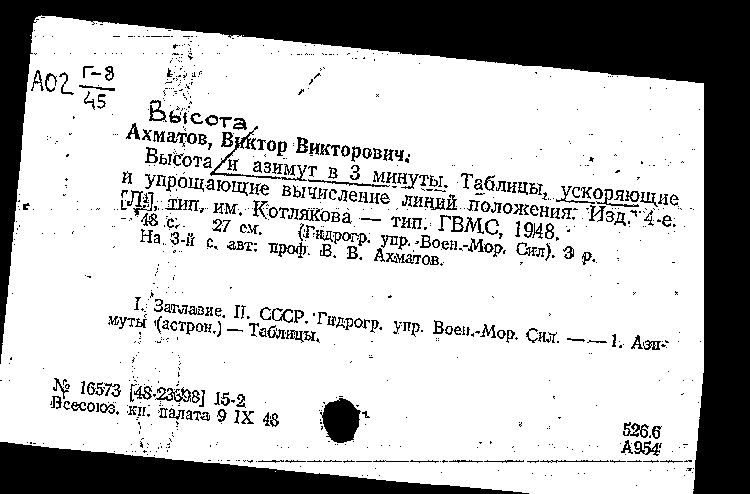 А02 Г-8
45
Высота
Ахматов, Виктор Викторович.
Высота и азимут в 3 минуты. Таблицы, ускоряющие
и упрощающие вычисление линий положения. Изд. 4-е.
[Л.], тип. им. Котлякова — тип. ГВМС, 1948.
48 с. 27 см. (Гидрогр. упр. Воен.-Мор. Сил). 3 р.
На 3-й с. авт: проф. В. В. Ахматов.
I. Заглавие. II. СССР. Гидрогр. упр. Воен.-Мор. Сил. — — 1. Ази-
муты (астрон.) — Таблицы.
№ 16573 [48-23398] 15-2
Всесоюз. кн. палата 9 IX 48
526.6
А954